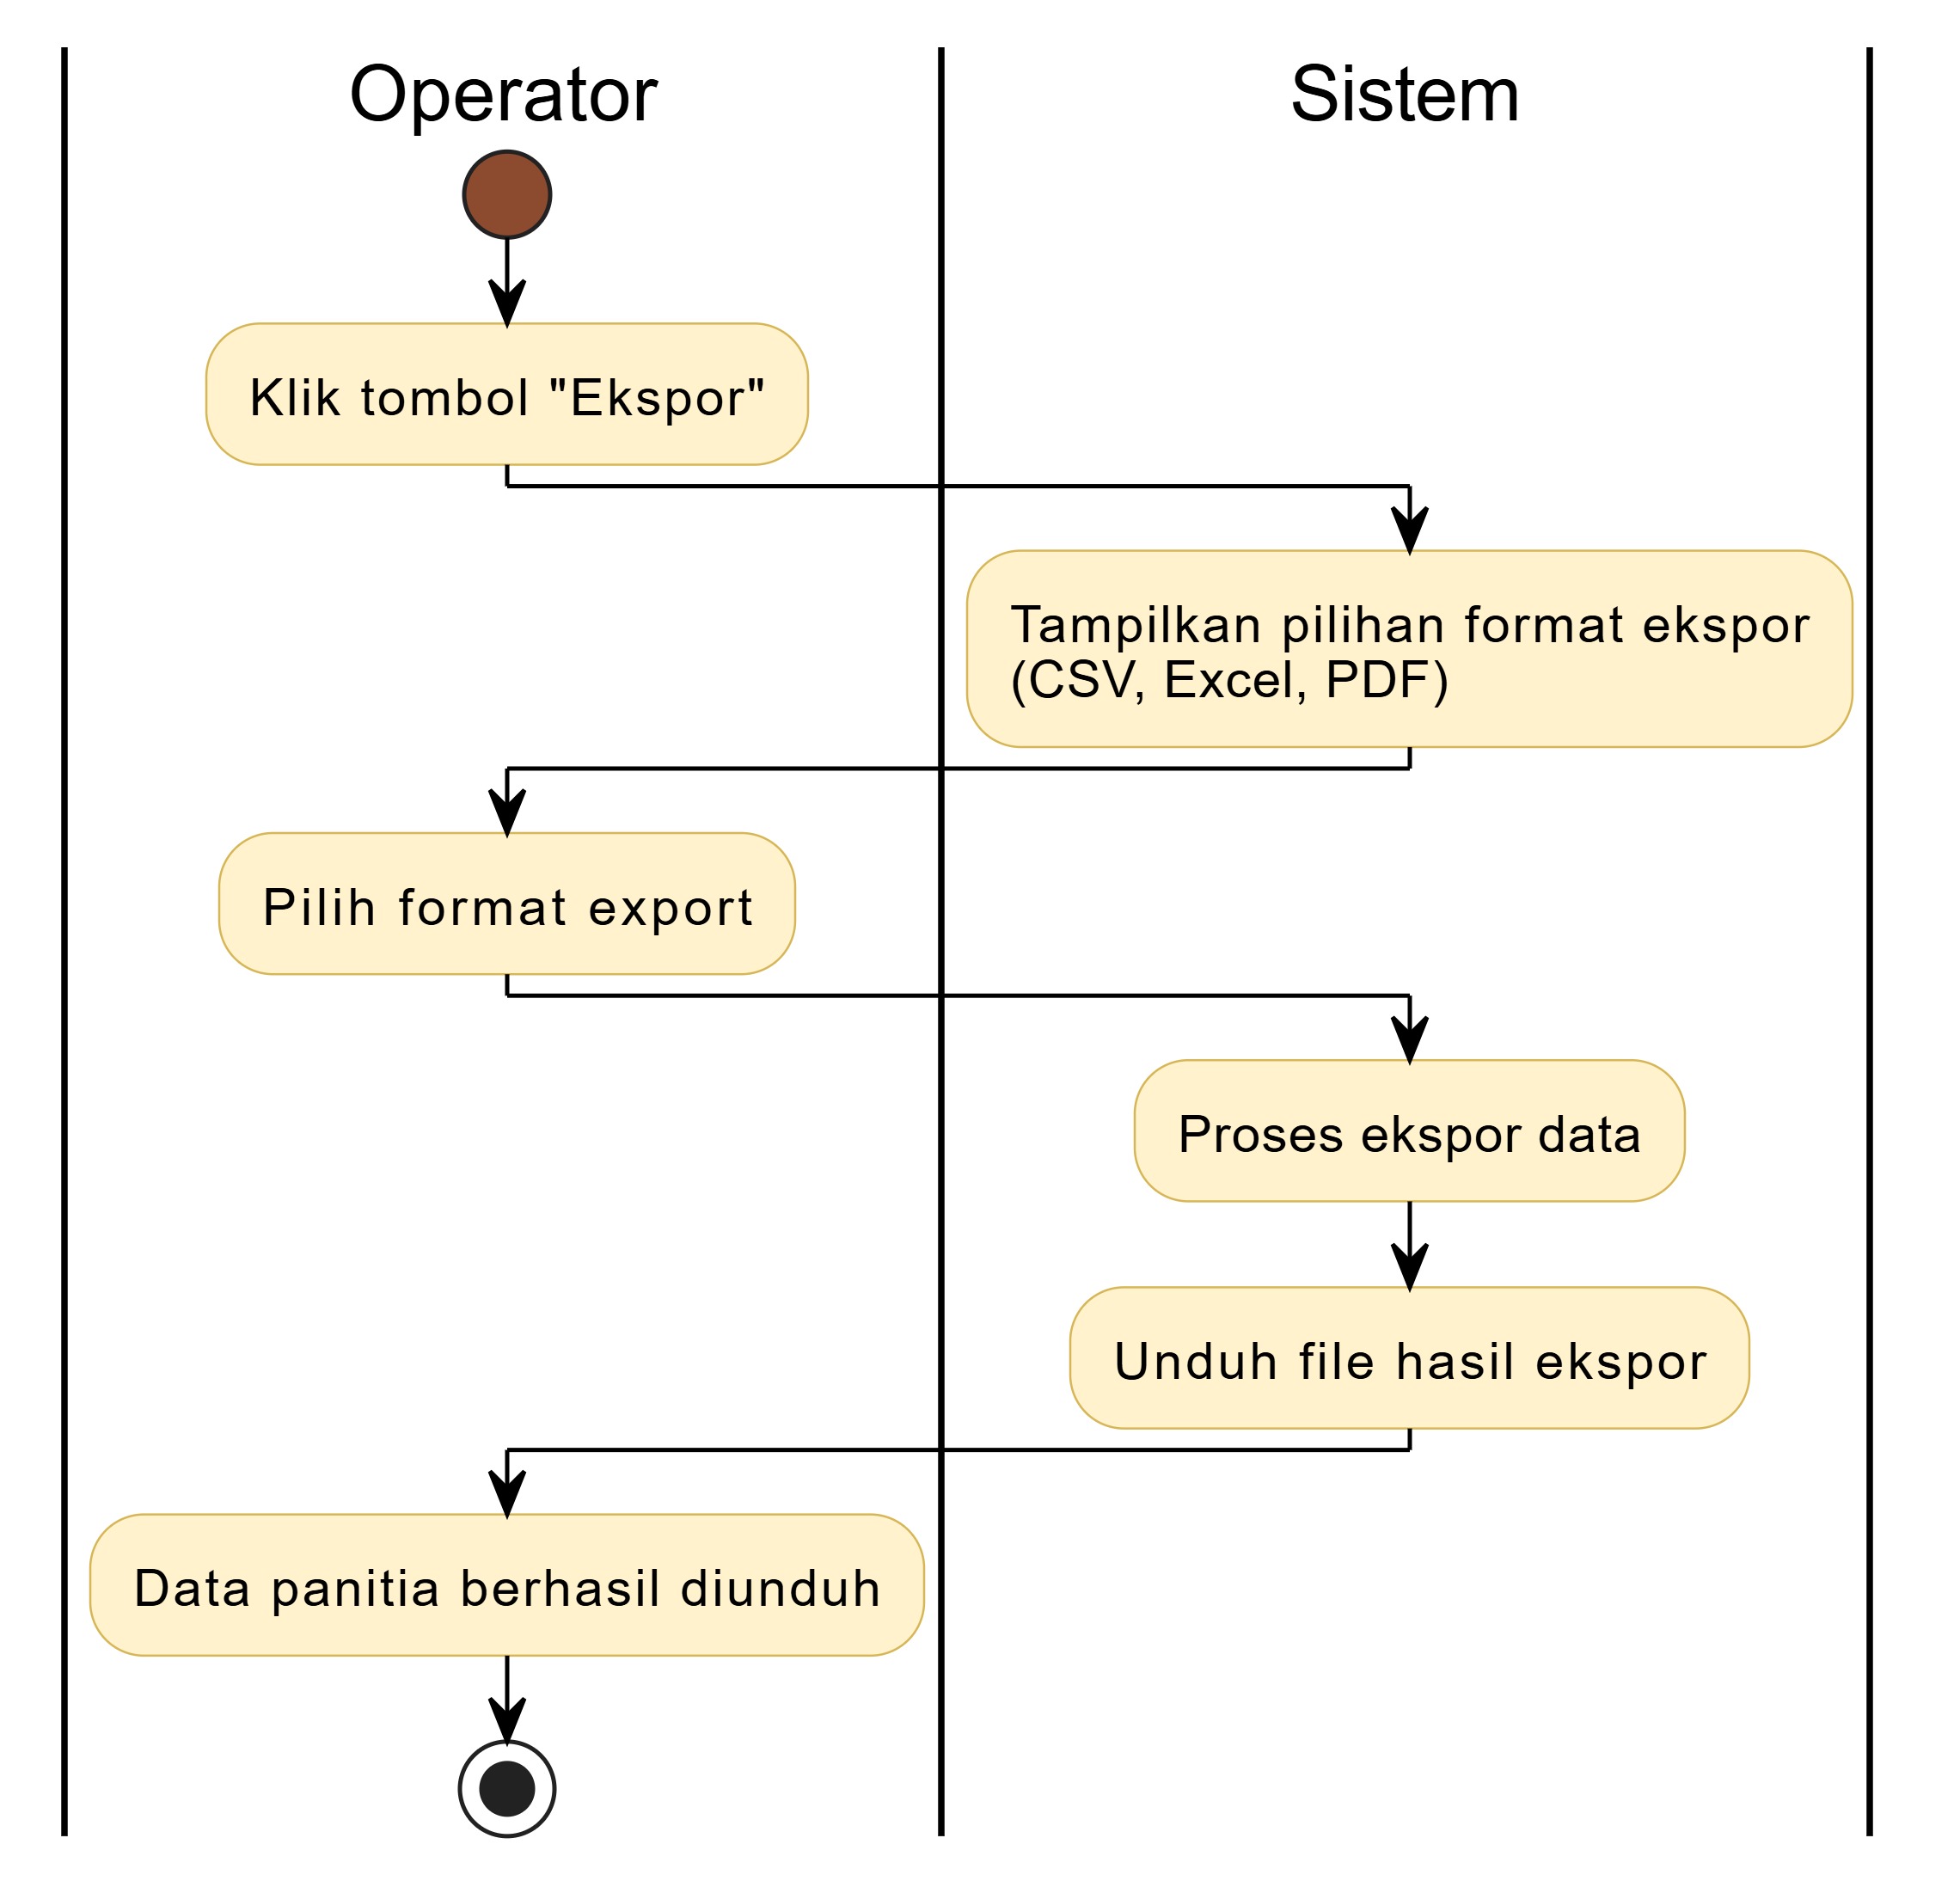 Operator
Sistem
Klik tombol "Ekspor"
Tampilkan pilihan format ekspor
(CSV, Excel, PDF)
Pilih format export
Proses ekspor data
Unduh file hasil ekspor
Data panitia berhasil diunduh